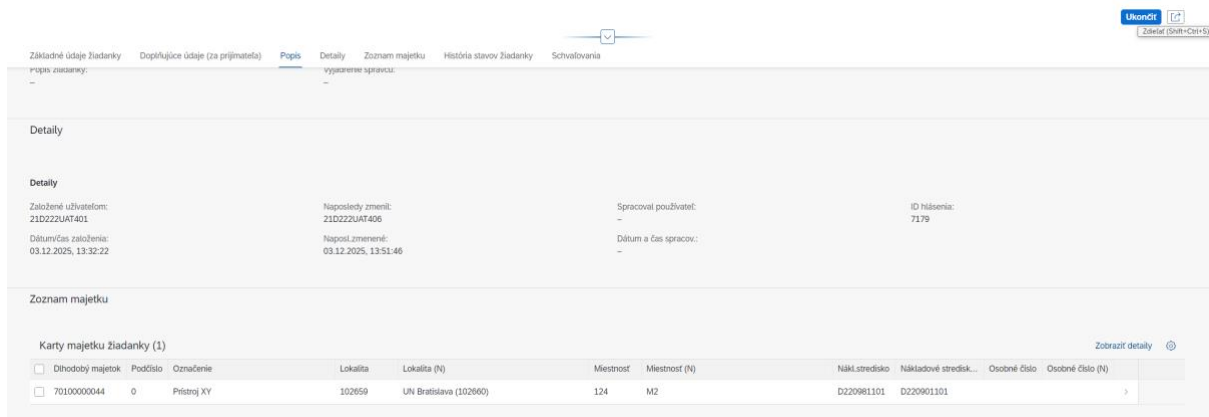 Ukončiť
Zdieľať (Shift+Ctrl+S)
Základné údaje žiadanky Doplňujúce údaje (za prijímateľa) Popis Detaily Zoznam majetku História stavov žiadanky Schvaľovania
Popis žiadanky: Vyjadrenie správcu:
– –
Detaily
Detaily
Založené užívateľom: Naposledy zmenil: Spracoval používateľ: ID hlásenia:
21D222UAT401 21D222UAT406 – 7179
Dátum/čas založenia: Naposl.zmenené: Dátum a čas spracov.:
03.12.2025, 13:32:22 03.12.2025, 13:51:46 –
Zoznam majetku
Karty majetku žiadanky (1) Zobraziť detaily
Dlhodobý majetok Podčíslo Označenie Lokalita Lokalita (N) Miestnosť Miestnosť (N) Nákl.stredisko Nákladové stredisk... Osobné číslo Osobné číslo (N)
70100000044 0 Prístroj XY 102659 UN Bratislava (102660) 124 M2 D220981101 D220901101